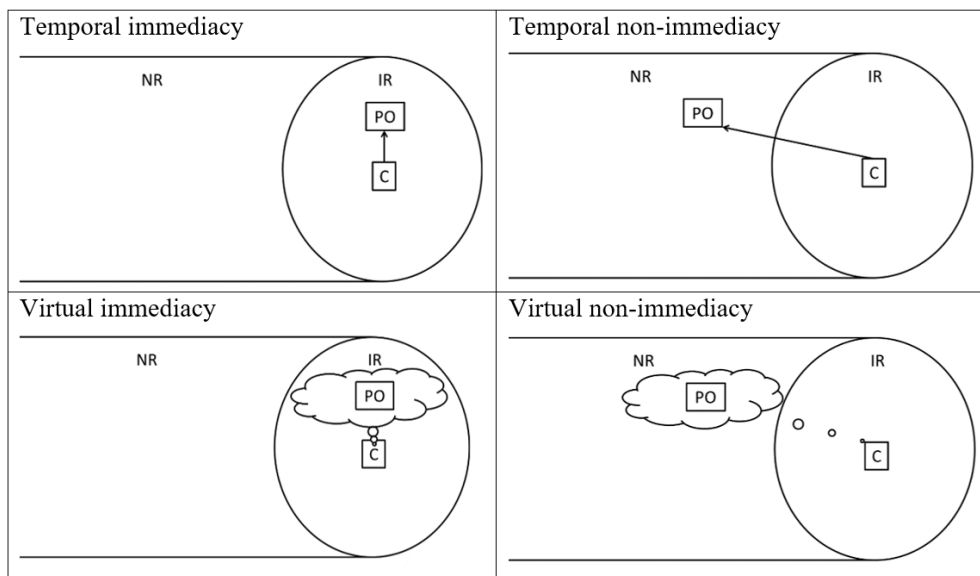 Temporal immediacy
NR
IR
PO
C
Temporal non-immediacy
NR
IR
PO
C
Virtual immediacy
NR
IR
PO
C
Virtual non-immediacy
NR
IR
PO
C